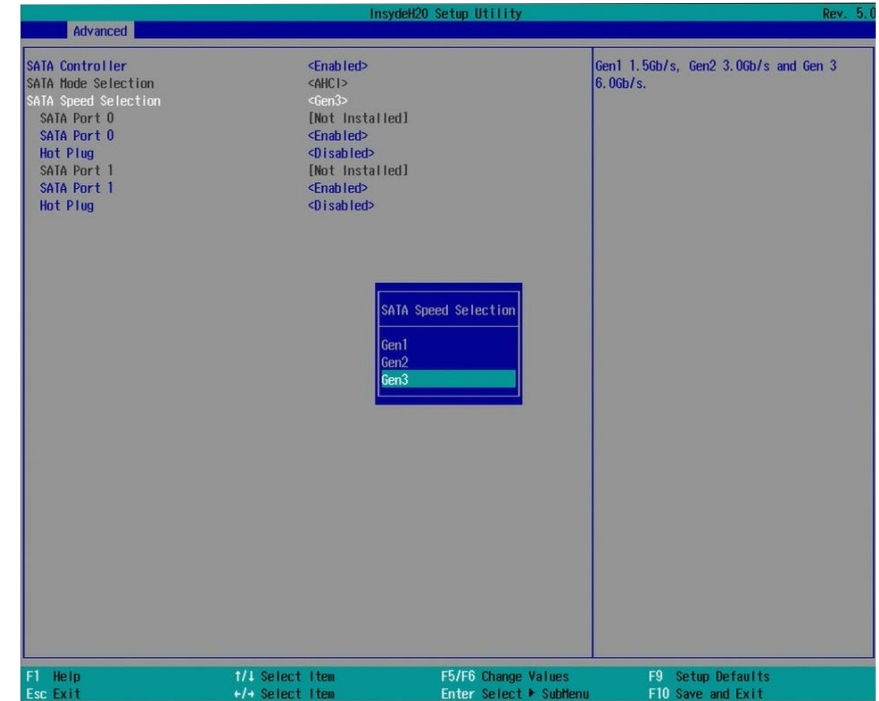 InsydeH20 Setup Utility Rev. 5.0
Advanced
SATA Controller <Enabled>
SATA Mode Selection <AHCI>
SATA Speed Selection <Gen3>
SATA Port 0 [Not Installed]
SATA Port 0 <Enabled>
Hot Plug <Disabled>
SATA Port 1 [Not Installed]
SATA Port 1 <Enabled>
Hot Plug <Disabled>
Gen1 1.5Gb/s, Gen2 3.0Gb/s and Gen 3
6.0Gb/s.
SATA Speed Selection
Gen1
Gen2
Gen3
F1 Help ↑/↓ Select Item F5/F6 Change Values F9 Setup Defaults
Esc Exit ←/→ Select Item Enter Select ▶ SubMenu F10 Save and Exit